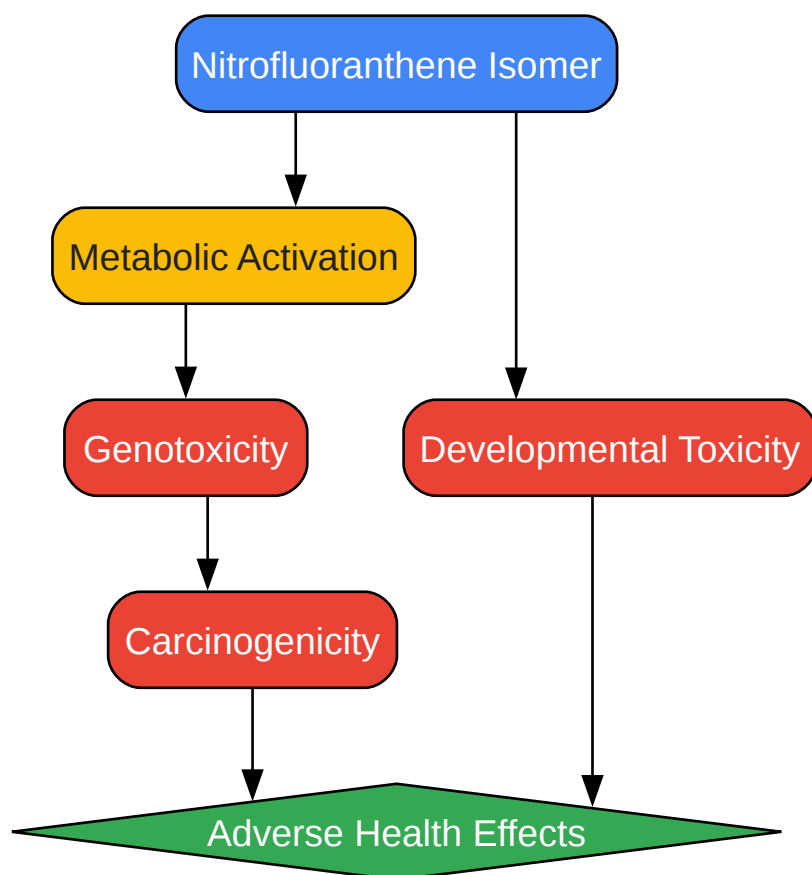 Nitrofluoranthene Isomer
Metabolic Activation
Genotoxicity
Developmental Toxicity
Carcinogenicity
Adverse Health Effects